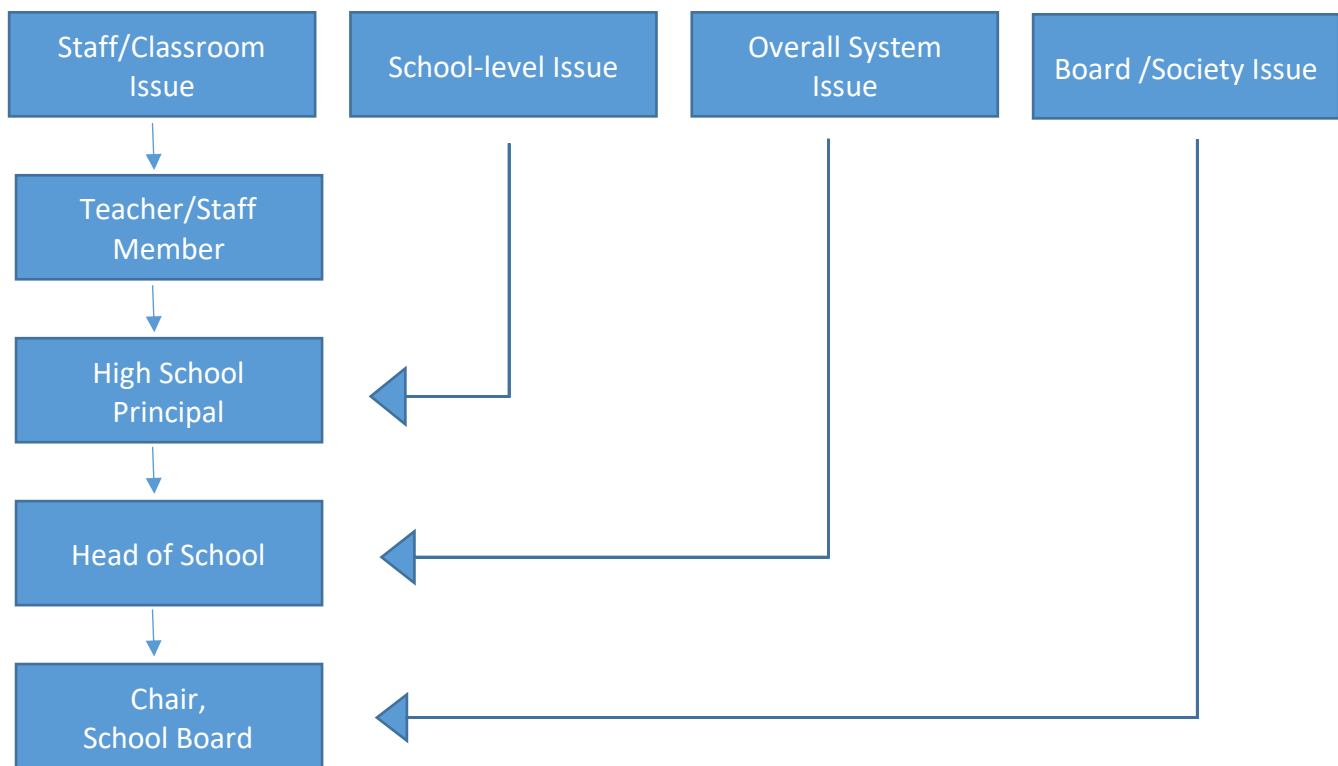 Staff/Classroom
Issue
School-level Issue
Overall System
Issue
Board /Society Issue
Teacher/Staff
Member
High School
Principal
Head of School
Chair,
School Board